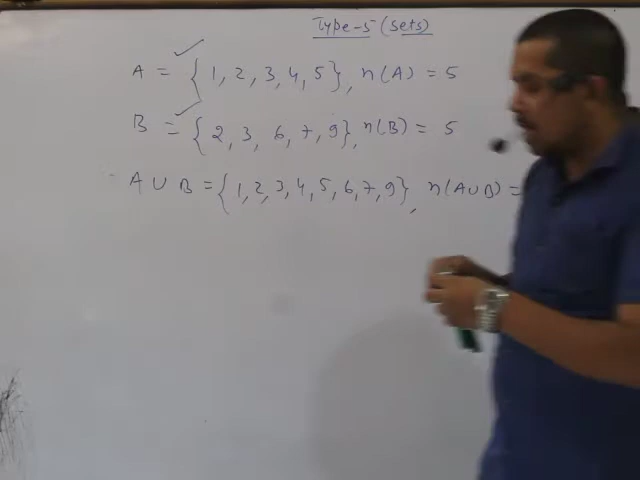 Type-5 (Sets)
A = {1, 2, 3, 4, 5}, n(A) = 5
B = {2, 3, 6, 7, 9}, n(B) = 5
A ∪ B = {1, 2, 3, 4, 5, 6, 7, 9}, n(A∪B) =